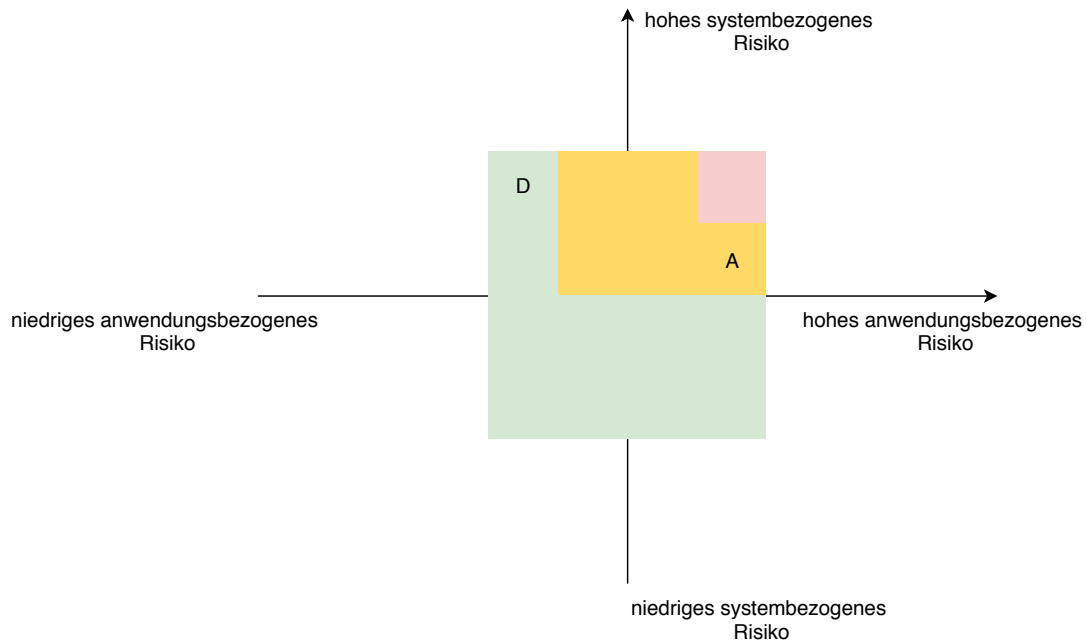 hohes systembezogenes
Risiko
D
A
niedriges anwendungsbezogenes
Risiko
hohes anwendungsbezogenes
Risiko
niedriges systembezogenes
Risiko